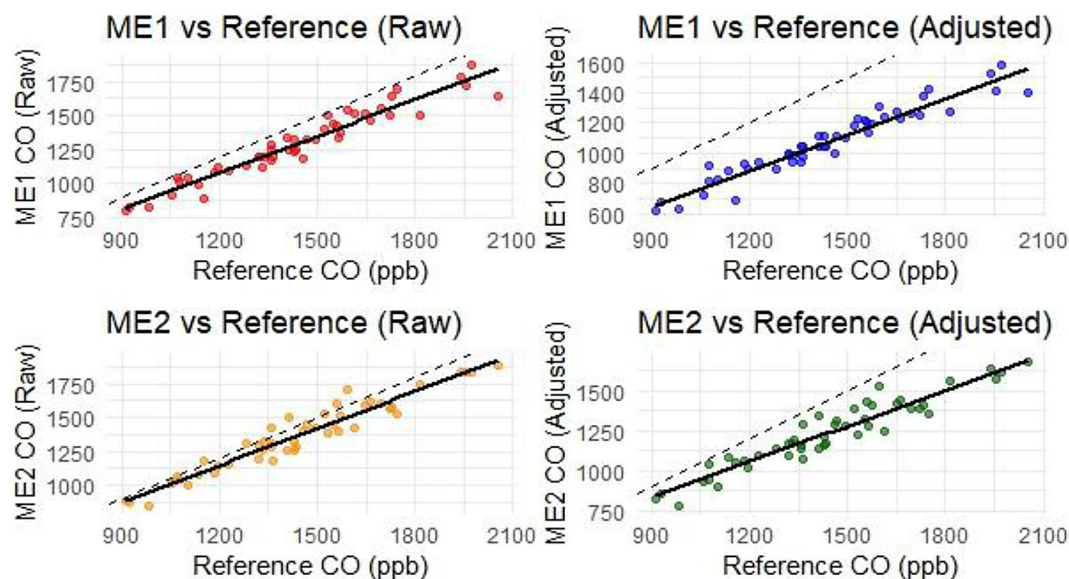 ME1 vs Reference (Raw)
ME1 CO (Raw)
1750
1500
1250
1000
750
900 1200 1500 1800 2100
Reference CO (ppb)
ME1 vs Reference (Adjusted)
ME1 CO (Adjusted)
1600
1400
1200
1000
800
600
900 1200 1500 1800 2100
Reference CO (ppb)
ME2 vs Reference (Raw)
ME2 CO (Raw)
1750
1500
1250
1000
900 1200 1500 1800 2100
Reference CO (ppb)
ME2 vs Reference (Adjusted)
ME2 CO (Adjusted)
1500
1250
1000
750
900 1200 1500 1800 2100
Reference CO (ppb)